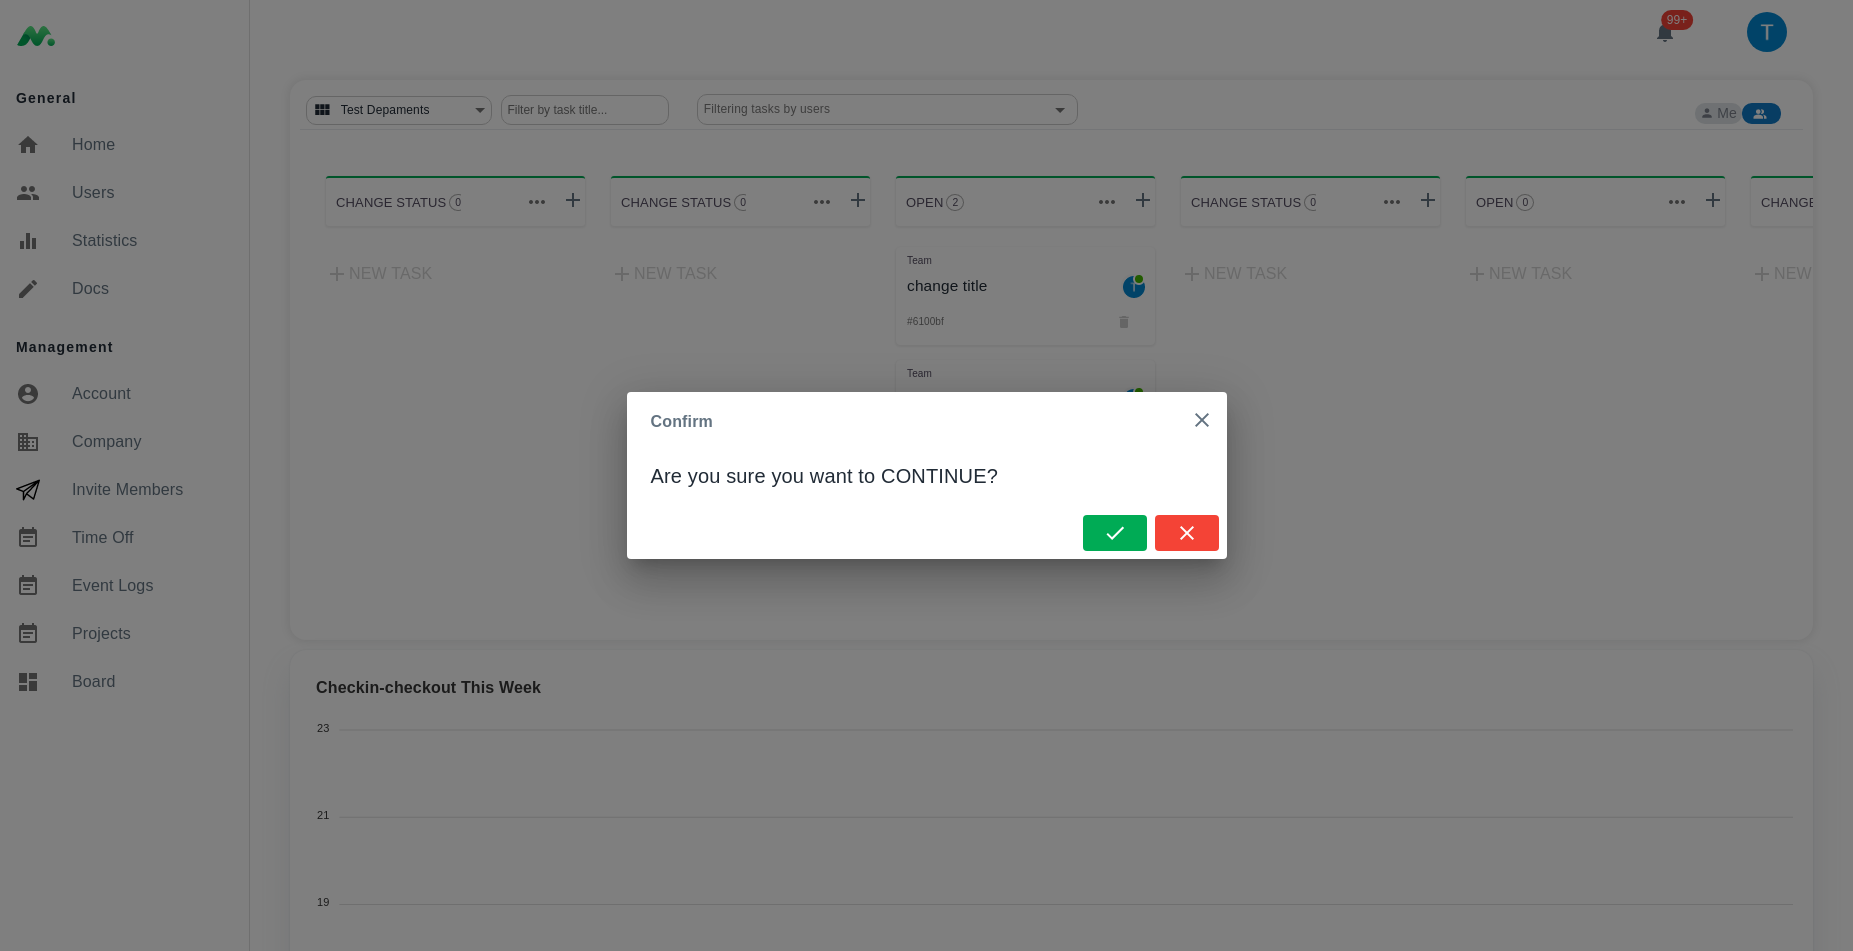 99+
T
General
Home
Users
Statistics
Docs
Management
Account
Company
Invite Members
Time Off
Event Logs
Projects
Board
Test Depaments
Filter by task title...
Filtering tasks by users
Me
CHANGE STATUS 0
CHANGE STATUS 0
OPEN 2
CHANGE STATUS 0
OPEN 0
CHANGE
NEW TASK
NEW TASK
Team
change title
T
#6100bf
NEW TASK
NEW TASK
NEW
Team
Confirm
Are you sure you want to CONTINUE?
Checkin-checkout This Week
23
21
19